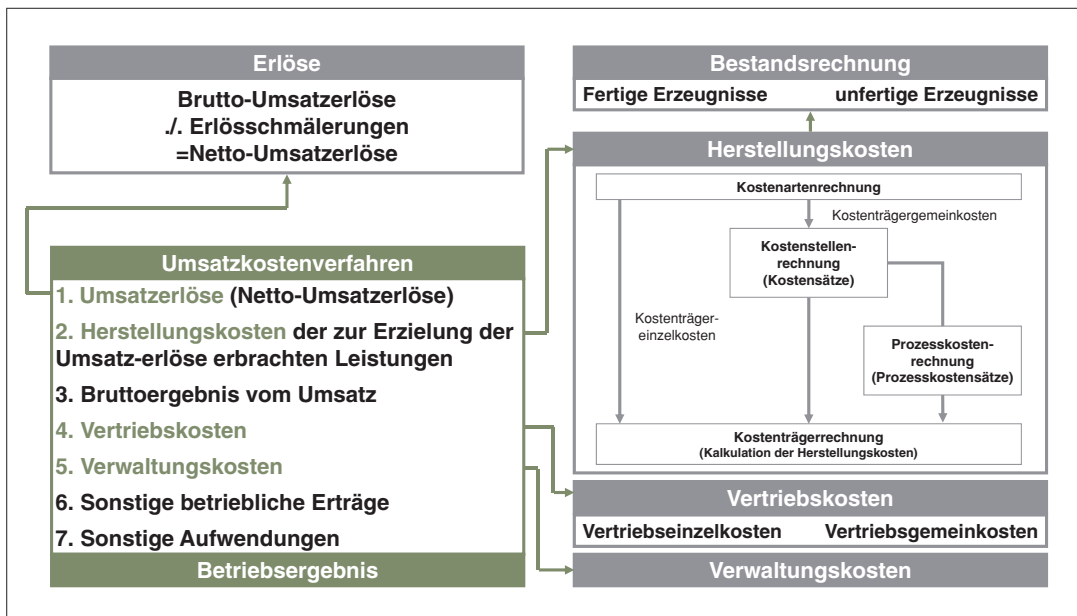 Erlöse
Brutto-Umsatzerlöse
./. Erlösschmälerungen
=Netto-Umsatzerlöse
Umsatzkostenverfahren
1. Umsatzerlöse (Netto-Umsatzerlöse)
2. Herstellungskosten der zur Erzielung der
Umsatz-erlöse erbrachten Leistungen
3. Bruttoergebnis vom Umsatz
4. Vertriebskosten
5. Verwaltungskosten
6. Sonstige betriebliche Erträge
7. Sonstige Aufwendungen
Betriebsergebnis
Bestandsrechnung
Fertige Erzeugnisse unfertige Erzeugnisse
Herstellungskosten
Kostenartenrechnung
Kostenträgergemeinkosten
Kostenstellen-
rechnung
(Kostensätze)
Kostenträger-
einzelkosten
Prozesskosten-
rechnung
(Prozesskostensätze)
Kostenträgerrechnung
(Kalkulation der Herstellungskosten)
Vertriebskosten
Vertriebseinzelkosten Vertriebsgemeinkosten
Verwaltungskosten